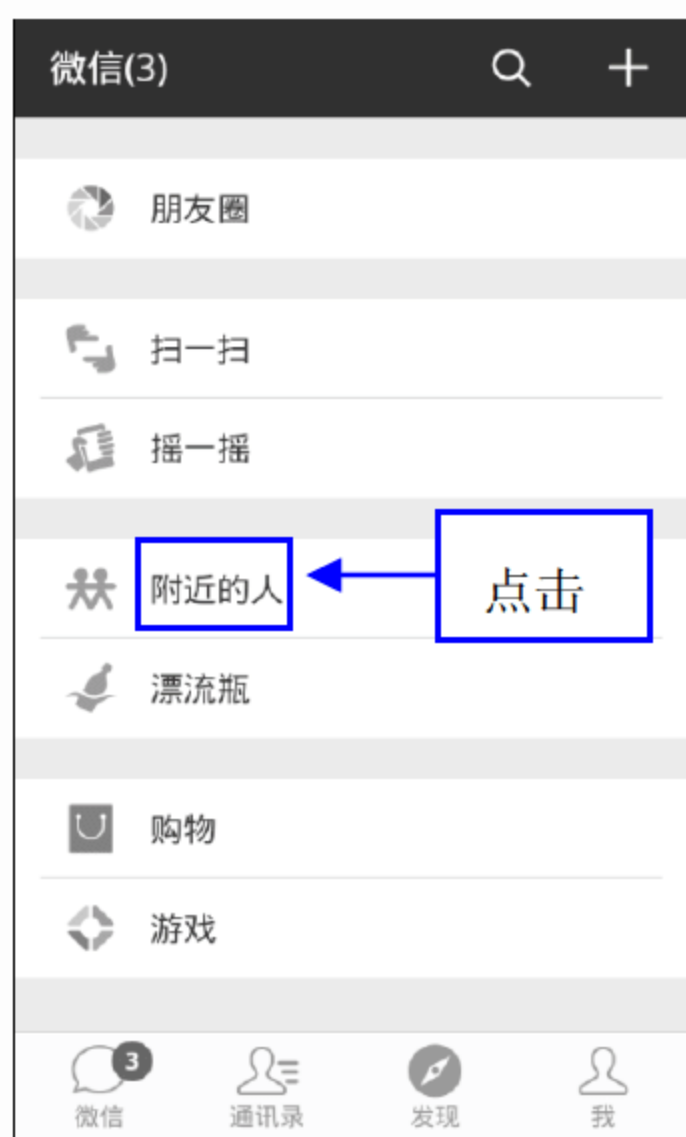 微信(3)
朋友圈
扫一扫
摇一摇
附近的人
点击
漂流瓶
购物
游戏
3
微信
通讯录
发现
我